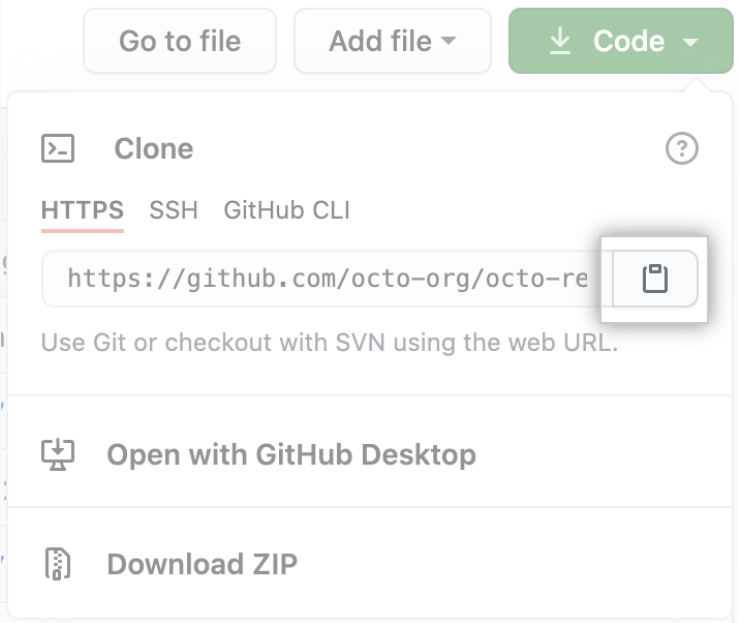 Go to file Add file Code
Clone
HTTPS SSH GitHub CLI
https://github.com/octo-org/octo-re
Use Git or checkout with SVN using the web URL.
Open with GitHub Desktop
Download ZIP